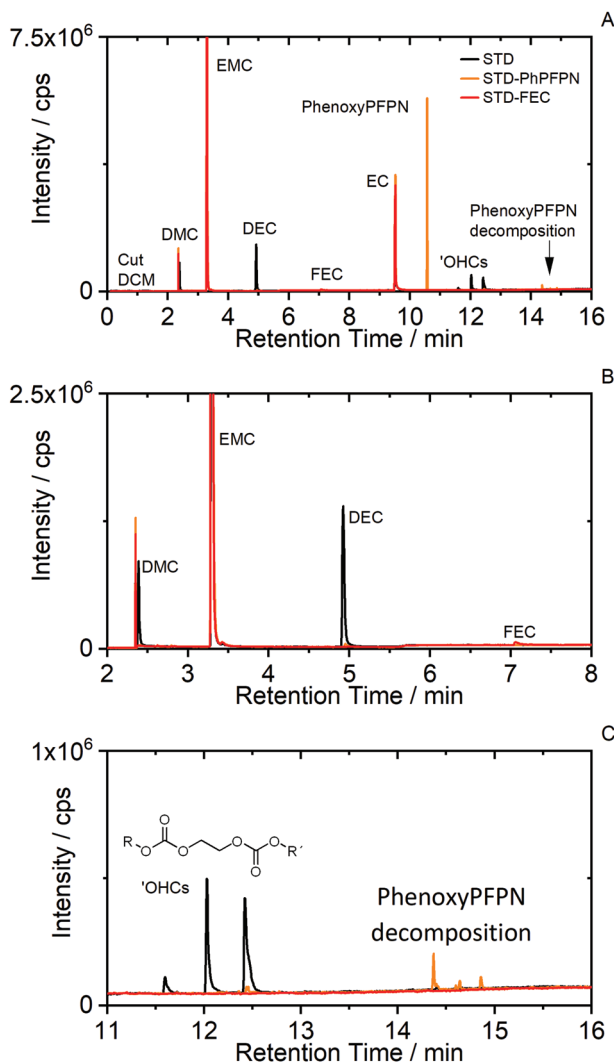 A
7.5x10⁶
EMC
STD
STD-PhPFPN
STD-FEC
PhenoxyPFPN
Intensity / cps
EC
DMC
DEC
PhenoxyPFPN
decomposition
Cut
DCM
FEC
'OHCs
0
0 2 4 6 8 10 12 14 16
Retention Time / min
B
2.5x10⁶
EMC
Intensity / cps
DEC
DMC
FEC
0
2 3 4 5 6 7 8
Retention Time / min
C
1x10⁶
Intensity / cps
O
R O O O O R'
O
'OHCs
PhenoxyPFPN
decomposition
0
11 12 13 14 15 16
Retention Time / min